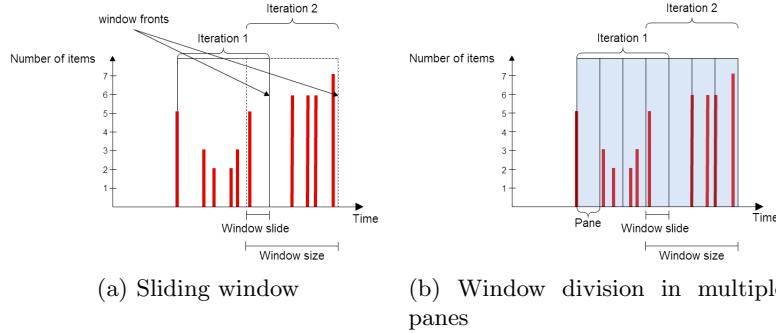 window fronts
Iteration 2
Iteration 1
Number of items
7
6
5
4
3
2
1
Time
Window slide
Window size
(a) Sliding window
Iteration 2
Iteration 1
Number of items
7
6
5
4
3
2
1
Time
Pane
Window slide
Window size
(b) Window division in multiple
panes